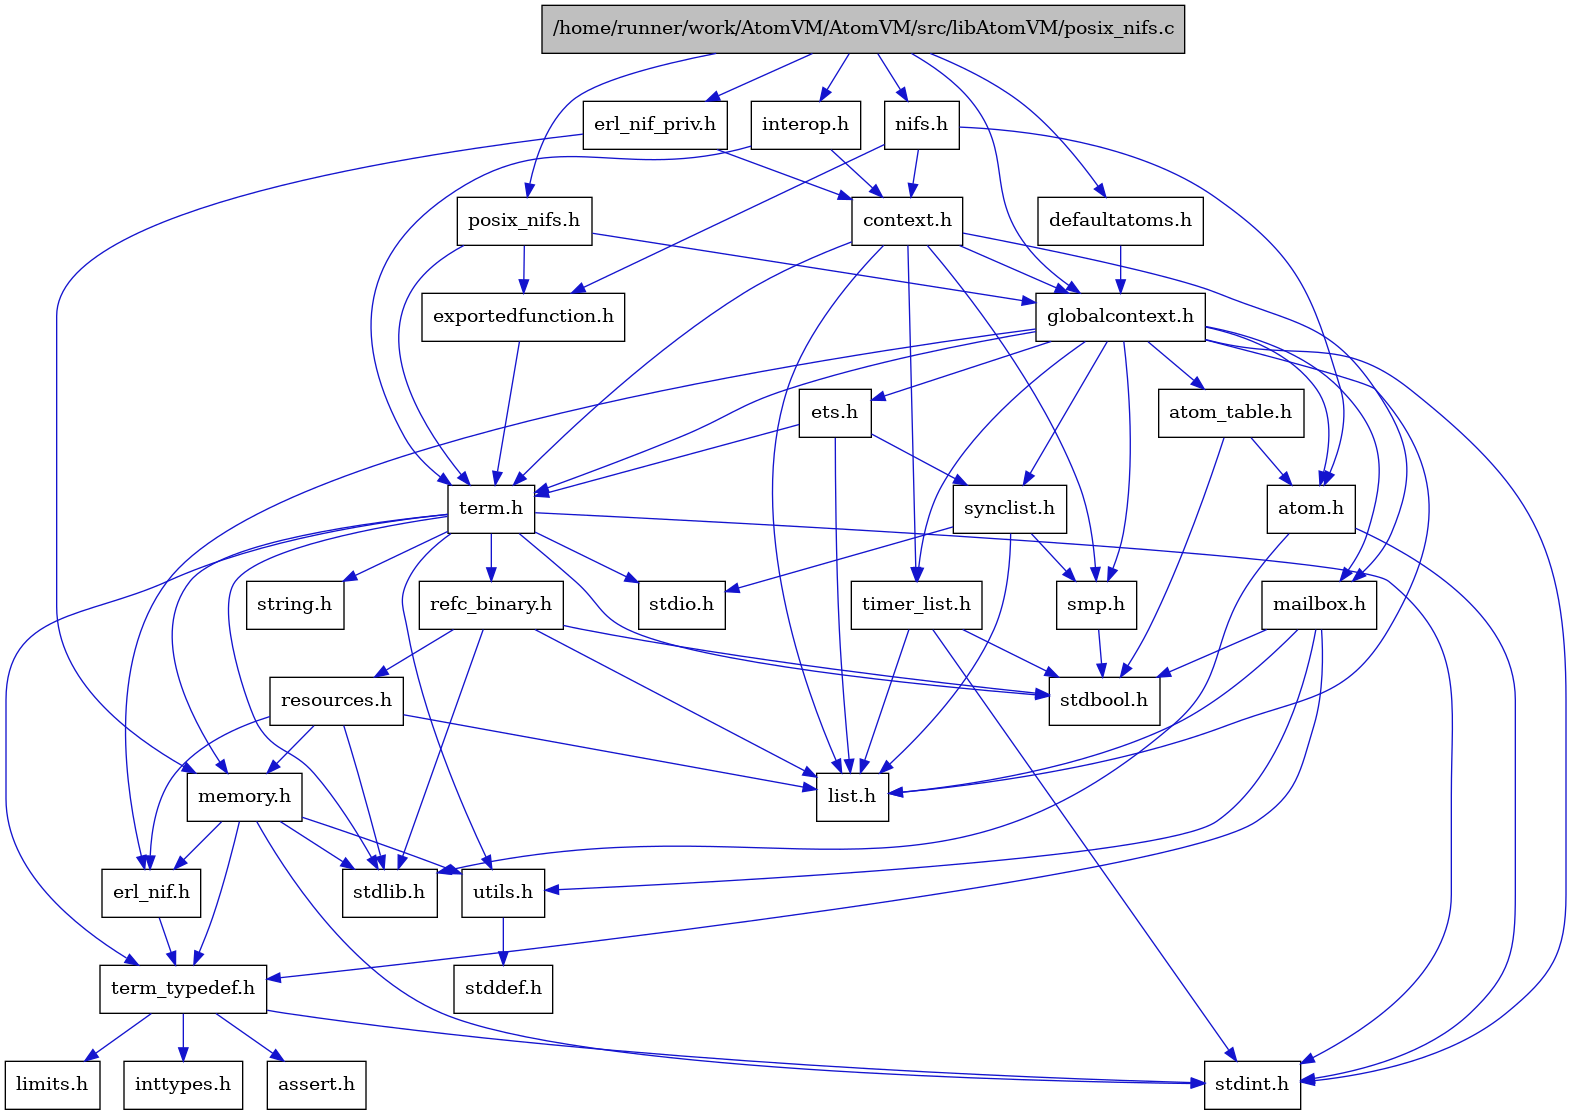 /home/runner/work/AtomVM/AtomVM/src/libAtomVM/posix_nifs.c
erl_nif_priv.h
interop.h
nifs.h
posix_nifs.h
context.h
defaultatoms.h
exportedfunction.h
globalcontext.h
ets.h
atom_table.h
term.h
synclist.h
atom.h
string.h
refc_binary.h
stdio.h
timer_list.h
smp.h
mailbox.h
resources.h
stdbool.h
memory.h
list.h
erl_nif.h
stdlib.h
utils.h
term_typedef.h
stddef.h
limits.h
inttypes.h
assert.h
stdint.h